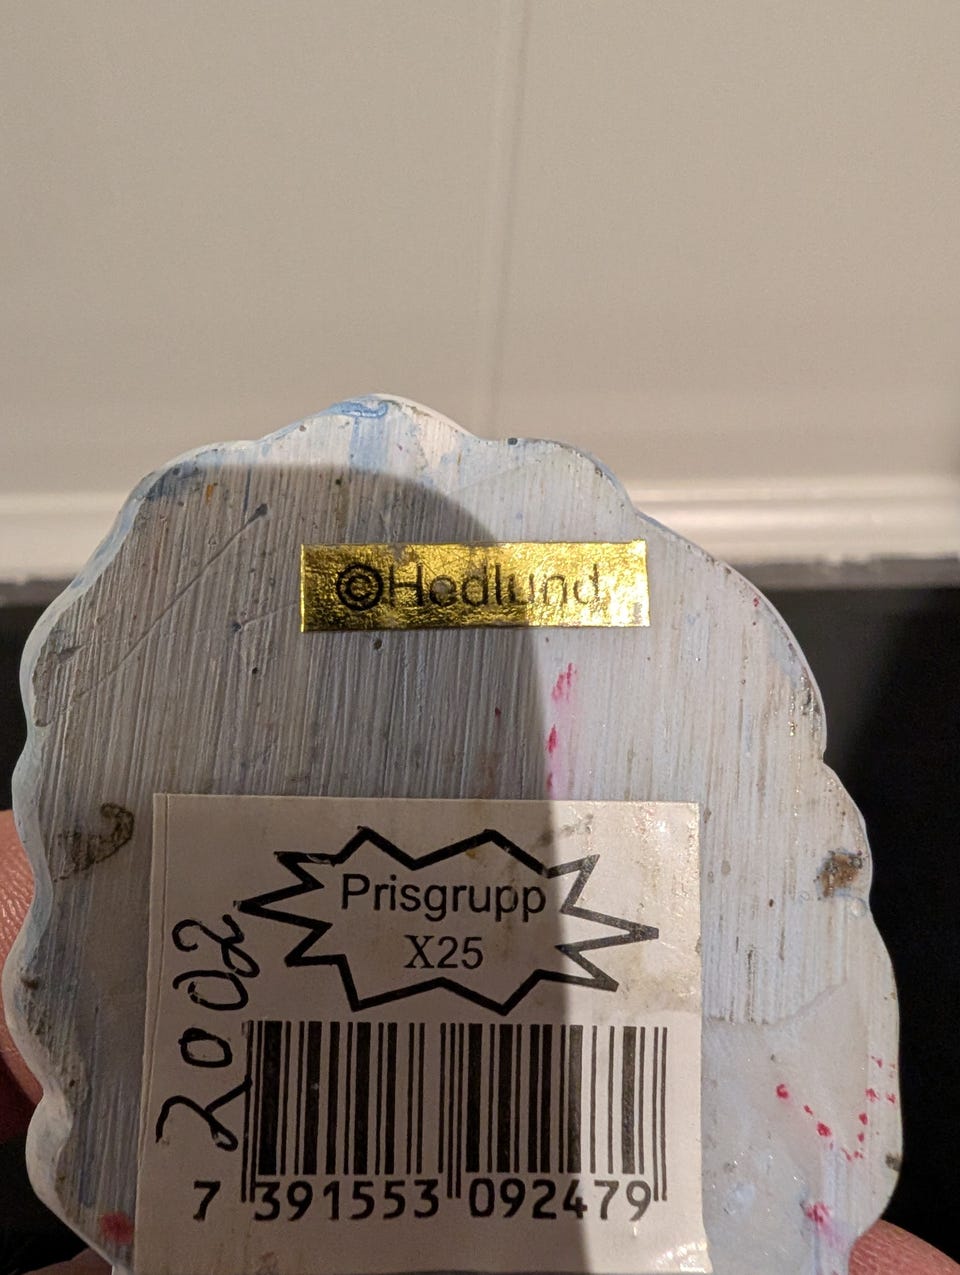 ©Hedlund
Prisgrupp
X25
2002
7 391553 092479